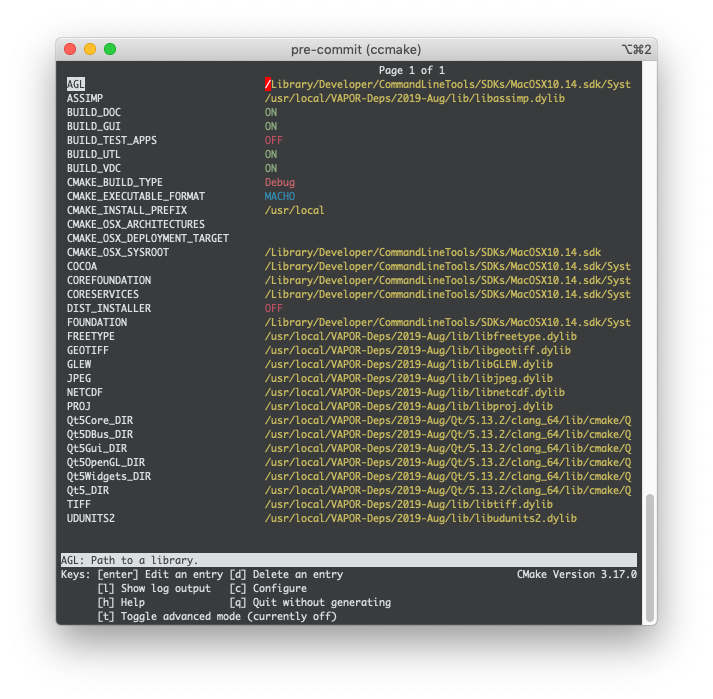 pre-commit (ccmake) ⌥⌘2
Page 1 of 1
AGL /Library/Developer/CommandLineTools/SDKs/MacOSX10.14.sdk/Syst
ASSIMP /usr/local/VAPOR-Deps/2019-Aug/lib/libassimp.dylib
BUILD_DOC ON
BUILD_GUI ON
BUILD_TEST_APPS OFF
BUILD_UTL ON
BUILD_VDC ON
CMAKE_BUILD_TYPE Debug
CMAKE_EXECUTABLE_FORMAT MACHO
CMAKE_INSTALL_PREFIX /usr/local
CMAKE_OSX_ARCHITECTURES
CMAKE_OSX_DEPLOYMENT_TARGET
CMAKE_OSX_SYSROOT /Library/Developer/CommandLineTools/SDKs/MacOSX10.14.sdk
COCOA /Library/Developer/CommandLineTools/SDKs/MacOSX10.14.sdk/Syst
COREFOUNDATION /Library/Developer/CommandLineTools/SDKs/MacOSX10.14.sdk/Syst
CORESERVICES /Library/Developer/CommandLineTools/SDKs/MacOSX10.14.sdk/Syst
DIST_INSTALLER OFF
FOUNDATION /Library/Developer/CommandLineTools/SDKs/MacOSX10.14.sdk/Syst
FREETYPE /usr/local/VAPOR-Deps/2019-Aug/lib/libfreetype.dylib
GEOTIFF /usr/local/VAPOR-Deps/2019-Aug/lib/libgeotiff.dylib
GLEW /usr/local/VAPOR-Deps/2019-Aug/lib/libGLEW.dylib
JPEG /usr/local/VAPOR-Deps/2019-Aug/lib/libjpeg.dylib
NETCDF /usr/local/VAPOR-Deps/2019-Aug/lib/libnetcdf.dylib
PROJ /usr/local/VAPOR-Deps/2019-Aug/lib/libproj.dylib
Qt5Core_DIR /usr/local/VAPOR-Deps/2019-Aug/Qt/5.13.2/clang_64/lib/cmake/Q
Qt5DBus_DIR /usr/local/VAPOR-Deps/2019-Aug/Qt/5.13.2/clang_64/lib/cmake/Q
Qt5Gui_DIR /usr/local/VAPOR-Deps/2019-Aug/Qt/5.13.2/clang_64/lib/cmake/Q
Qt5OpenGL_DIR /usr/local/VAPOR-Deps/2019-Aug/Qt/5.13.2/clang_64/lib/cmake/Q
Qt5Widgets_DIR /usr/local/VAPOR-Deps/2019-Aug/Qt/5.13.2/clang_64/lib/cmake/Q
Qt5_DIR /usr/local/VAPOR-Deps/2019-Aug/Qt/5.13.2/clang_64/lib/cmake/Q
TIFF /usr/local/VAPOR-Deps/2019-Aug/lib/libtiff.dylib
UDUNITS2 /usr/local/VAPOR-Deps/2019-Aug/lib/libudunits2.dylib
AGL: Path to a library.
Keys: [enter] Edit an entry [d] Delete an entry CMake Version 3.17.0
[l] Show log output [c] Configure
[h] Help [q] Quit without generating
[t] Toggle advanced mode (currently off)